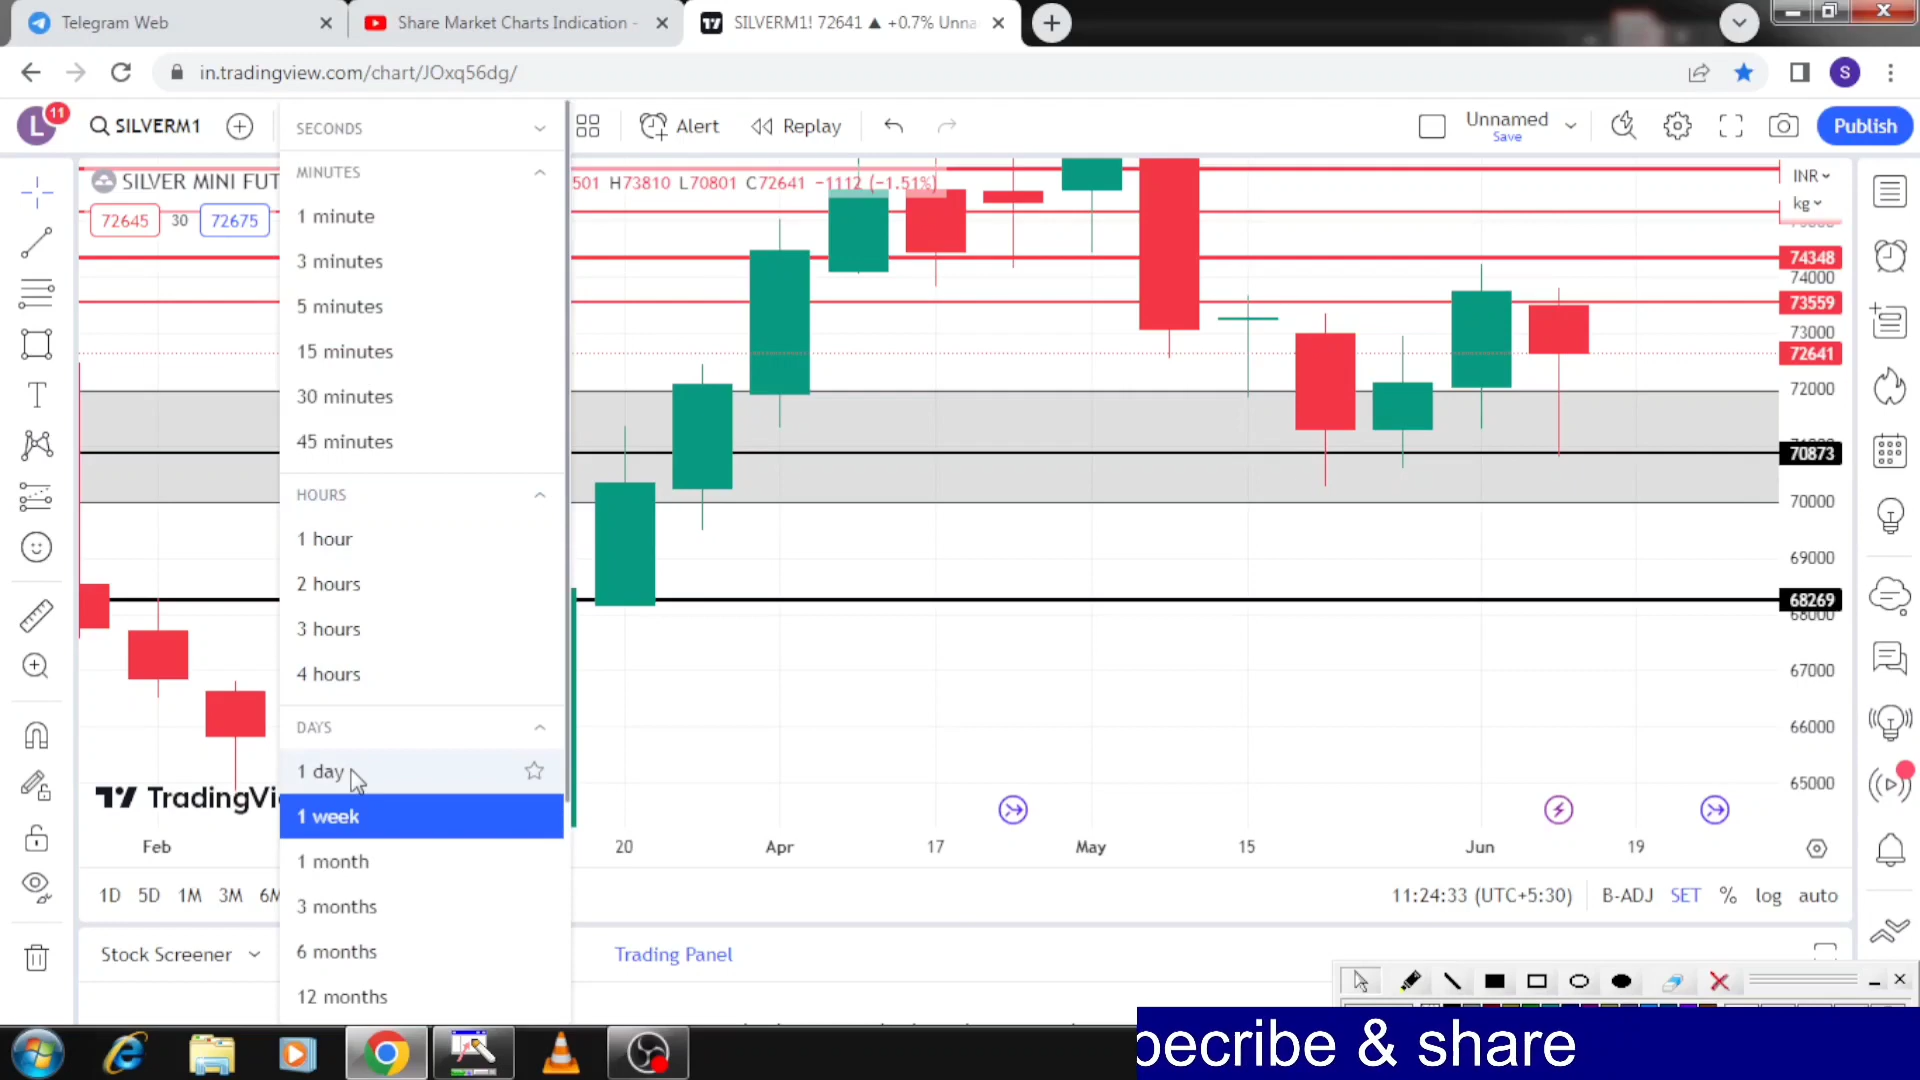 Telegram Web
Share Market Charts Indication -
SILVERM1! 72641 ▲ +0.7% Unna
in.tradingview.com/chart/JOxq56dg/
S
L
11
SILVERM1
Alert
Replay
Unnamed
Save
Publish
SILVER MINI FUT
501 H73810 L70801 C72641 −1112 (−1.51%)
72645
30
72675
SECONDS
MINUTES
1 minute
3 minutes
5 minutes
15 minutes
30 minutes
45 minutes
HOURS
1 hour
2 hours
3 hours
4 hours
DAYS
1 day
1 week
1 month
3 months
6 months
12 months
INR
kg
74348
74000
73559
73000
72641
72000
70873
70000
69000
68269
68000
67000
66000
65000
TradingVi
Feb
20
Apr
17
May
15
Jun
19
1D 5D 1M 3M 6M
11:24:33 (UTC+5:30)
B-ADJ SET % log auto
Stock Screener
Trading Panel
becribe & share